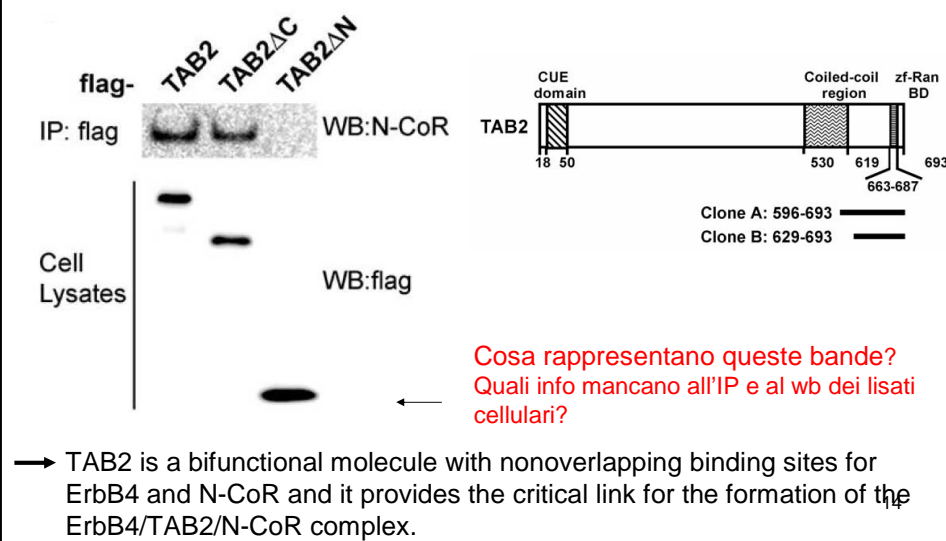 flag- TAB2 TAB2ΔC TAB2ΔN
IP: flag
WB:N-CoR
Cell
Lysates
WB:flag
CUE
domain
Coiled-coil
region
zf-Ran
BD
TAB2
18 50 530 619 693
663-687
Clone A: 596-693
Clone B: 629-693
Cosa rappresentano queste bande?
Quali info mancano all'IP e al wb dei lisati
cellulari?
TAB2 is a bifunctional molecule with nonoverlapping binding sites for
ErbB4 and N-CoR and it provides the critical link for the formation of the
ErbB4/TAB2/N-CoR complex.
14